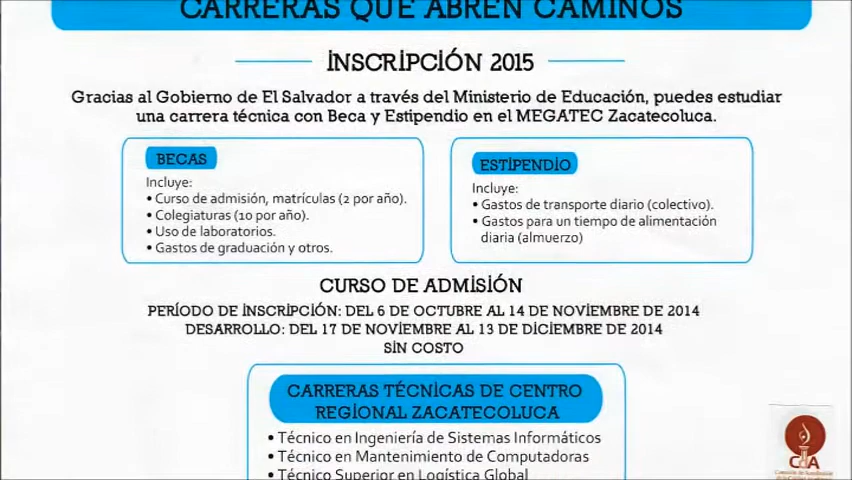 CARRERAS QUE ABREN CAMINOS
INSCRIPCIÓN 2015
Gracias al Gobierno de El Salvador a través del Ministerio de Educación, puedes estudiar
una carrera técnica con Beca y Estipendio en el MEGATEC Zacatecoluca.
BECAS
Incluye:
• Curso de admisión, matrículas (2 por año).
• Colegiaturas (10 por año).
• Uso de laboratorios.
• Gastos de graduación y otros.
ESTIPENDIO
Incluye:
• Gastos de transporte diario (colectivo).
• Gastos para un tiempo de alimentación
diaria (almuerzo)
CURSO DE ADMISIÓN
PERÍODO DE INSCRIPCIÓN: DEL 6 DE OCTUBRE AL 14 DE NOVIEMBRE DE 2014
DESARROLLO: DEL 17 DE NOVIEMBRE AL 13 DE DICIEMBRE DE 2014
SIN COSTO
CARRERAS TÉCNICAS DE CENTRO
REGIONAL ZACATECOLUCA
• Técnico en Ingeniería de Sistemas Informáticos
• Técnico en Mantenimiento de Computadoras
• Técnico Superior en Logística Global
CdA